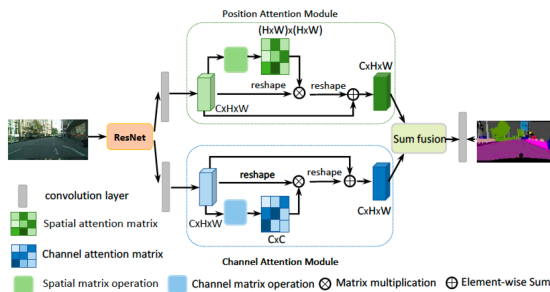 Position Attention Module
(HxW)x(HxW)
CxHxW
reshape
reshape
CxHxW
ResNet
Sum fusion
convolution layer
CxHxW
reshape
reshape
CxHxW
Spatial attention matrix
Channel attention matrix
CxC
Channel Attention Module
Spatial matrix operation
Channel matrix operation
Matrix multiplication
Element-wise Sum